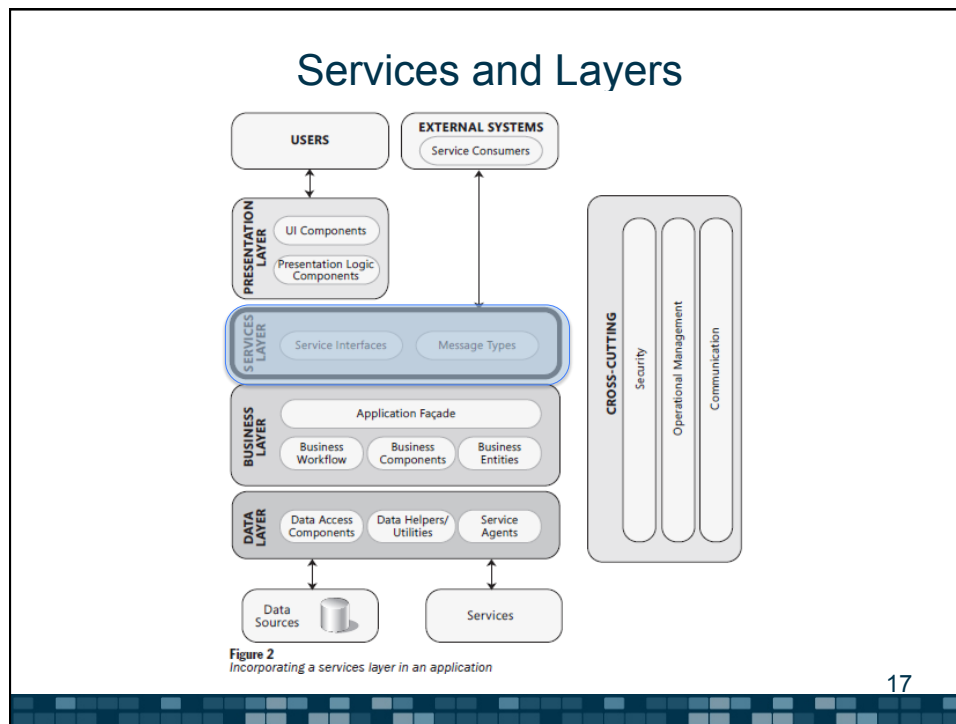 Services and Layers
USERS
EXTERNAL SYSTEMS
Service Consumers
PRESENTATION
LAYER
UI Components
Presentation Logic
Components
SERVICES
LAYER
Service Interfaces
Message Types
BUSINESS
LAYER
Application Façade
Business
Workflow
Business
Components
Business
Entities
DATA
LAYER
Data Access
Components
Data Helpers/
Utilities
Service
Agents
Data
Sources
Services
CROSS-CUTTING
Security
Operational Management
Communication
Figure 2
Incorporating a services layer in an application
17